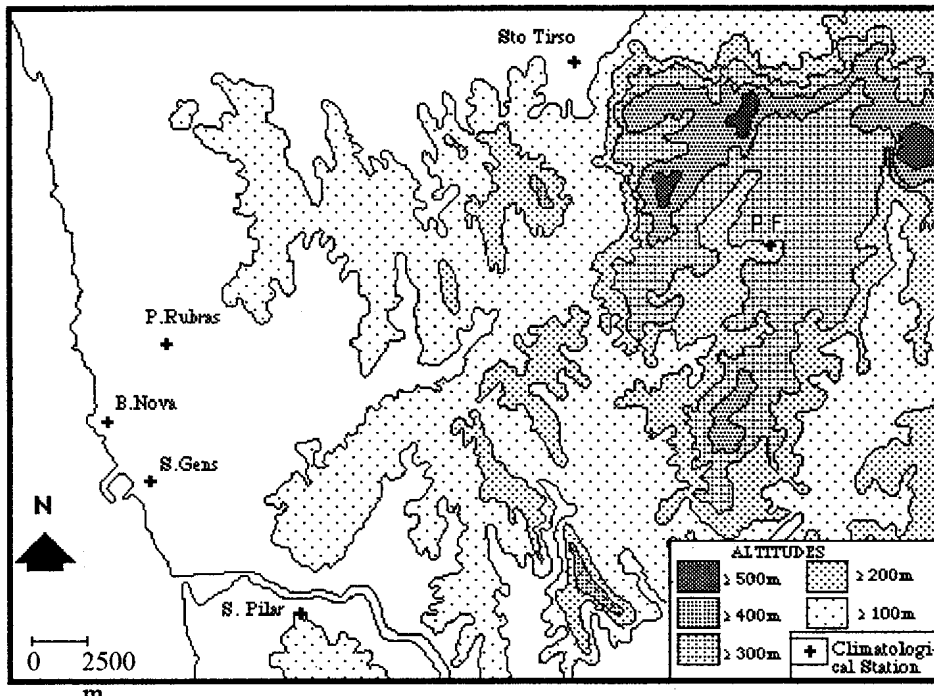 Sto Tirso
P.F.
P.Rubras
B.Nova
S.Gens
N
S. Pilar
0 2500
m
ALTITUDES
≥ 500m
≥ 200m
≥ 400m
≥ 100m
≥ 300m
Climatologi-
cal Station